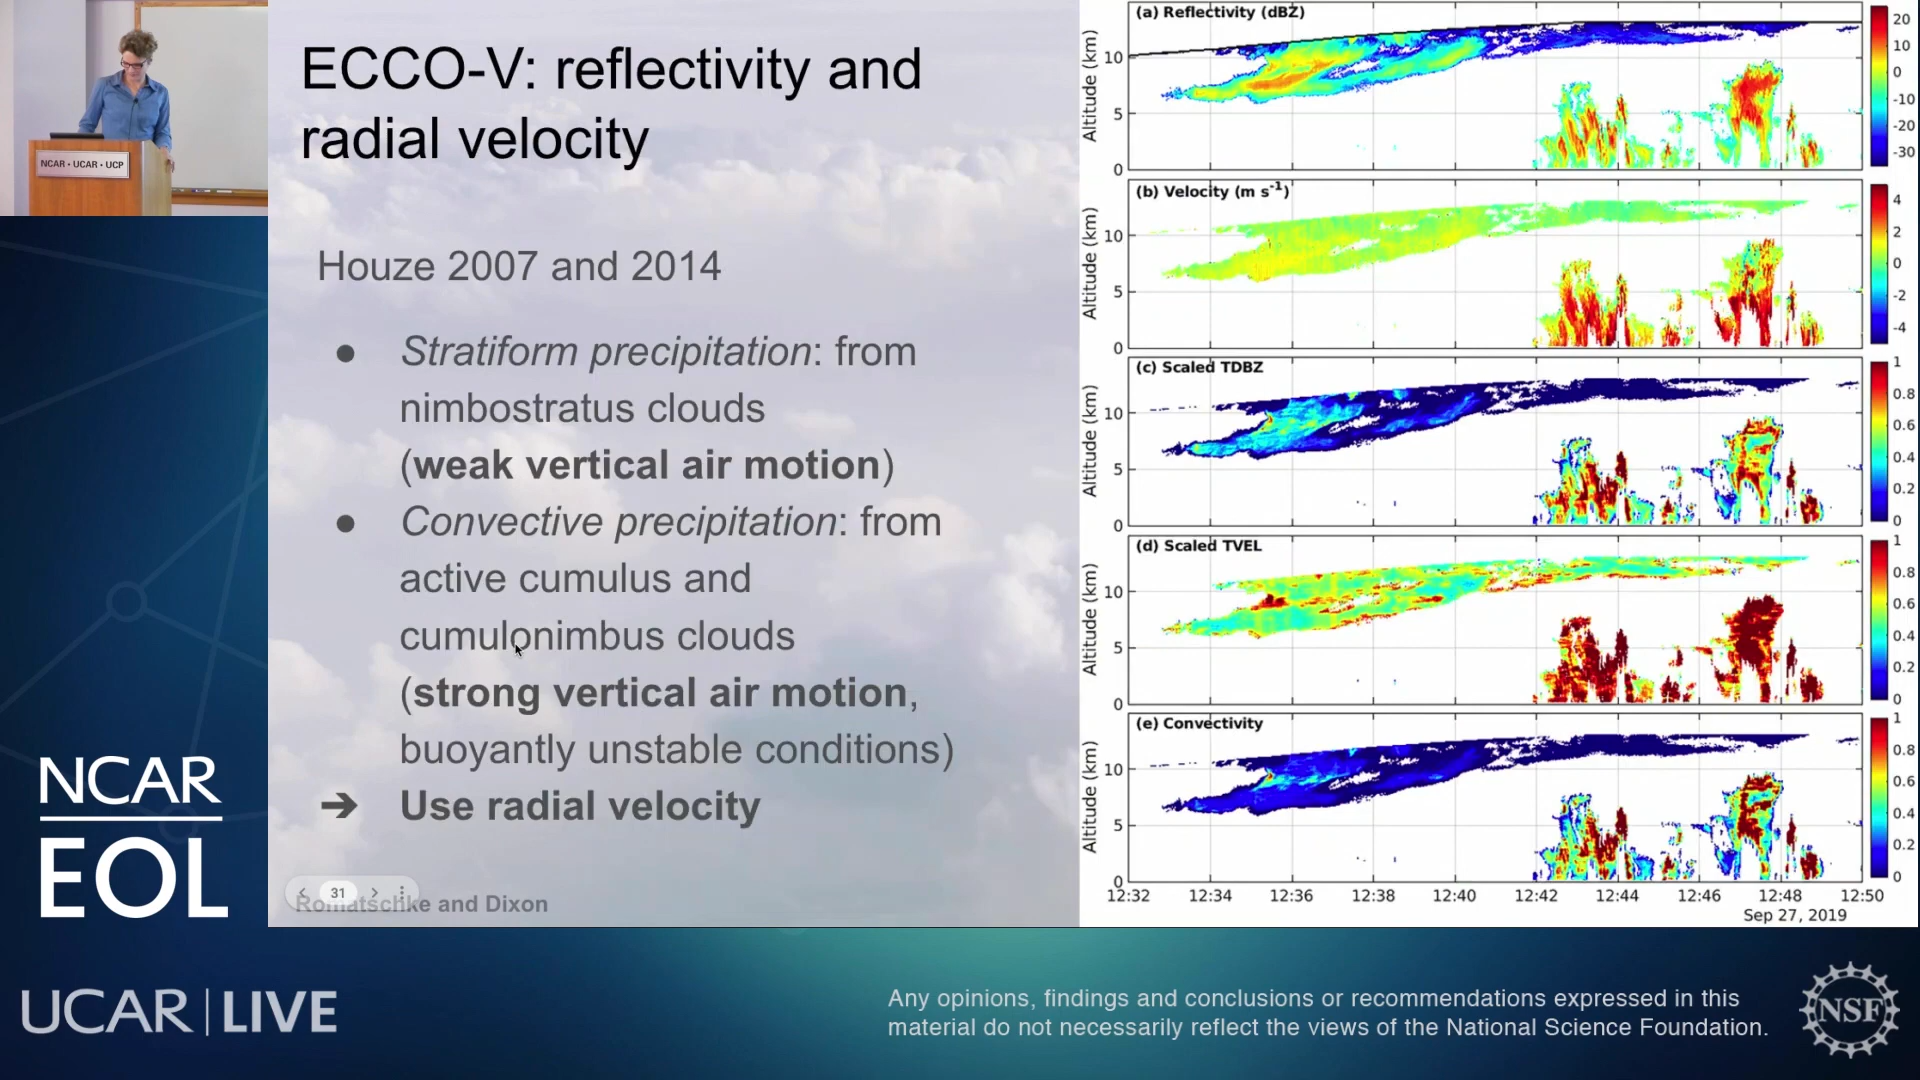 NCAR • UCAR • UCP
ECCO-V: reflectivity and
radial velocity
Houze 2007 and 2014
● Stratiform precipitation: from
nimbostratus clouds
(weak vertical air motion)
● Convective precipitation: from
active cumulus and
cumulonimbus clouds
(strong vertical air motion,
buoyantly unstable conditions)
➔ Use radial velocity
31
Romatschke and Dixon
(a) Reflectivity (dBZ)
Altitude (km)
10
5
0
20
10
0
-10
-20
-30
(b) Velocity (m s-1)
Altitude (km)
10
5
0
4
2
0
-2
-4
(c) Scaled TDBZ
Altitude (km)
10
5
0
1
0.8
0.6
0.4
0.2
0
(d) Scaled TVEL
Altitude (km)
10
5
0
1
0.8
0.6
0.4
0.2
0
(e) Convectivity
Altitude (km)
10
5
0
1
0.8
0.6
0.4
0.2
0
12:32 12:34 12:36 12:38 12:40 12:42 12:44 12:46 12:48 12:50
Sep 27, 2019
NCAR
EOL
UCAR | LIVE
Any opinions, findings and conclusions or recommendations expressed in this
material do not necessarily reflect the views of the National Science Foundation.
NSF